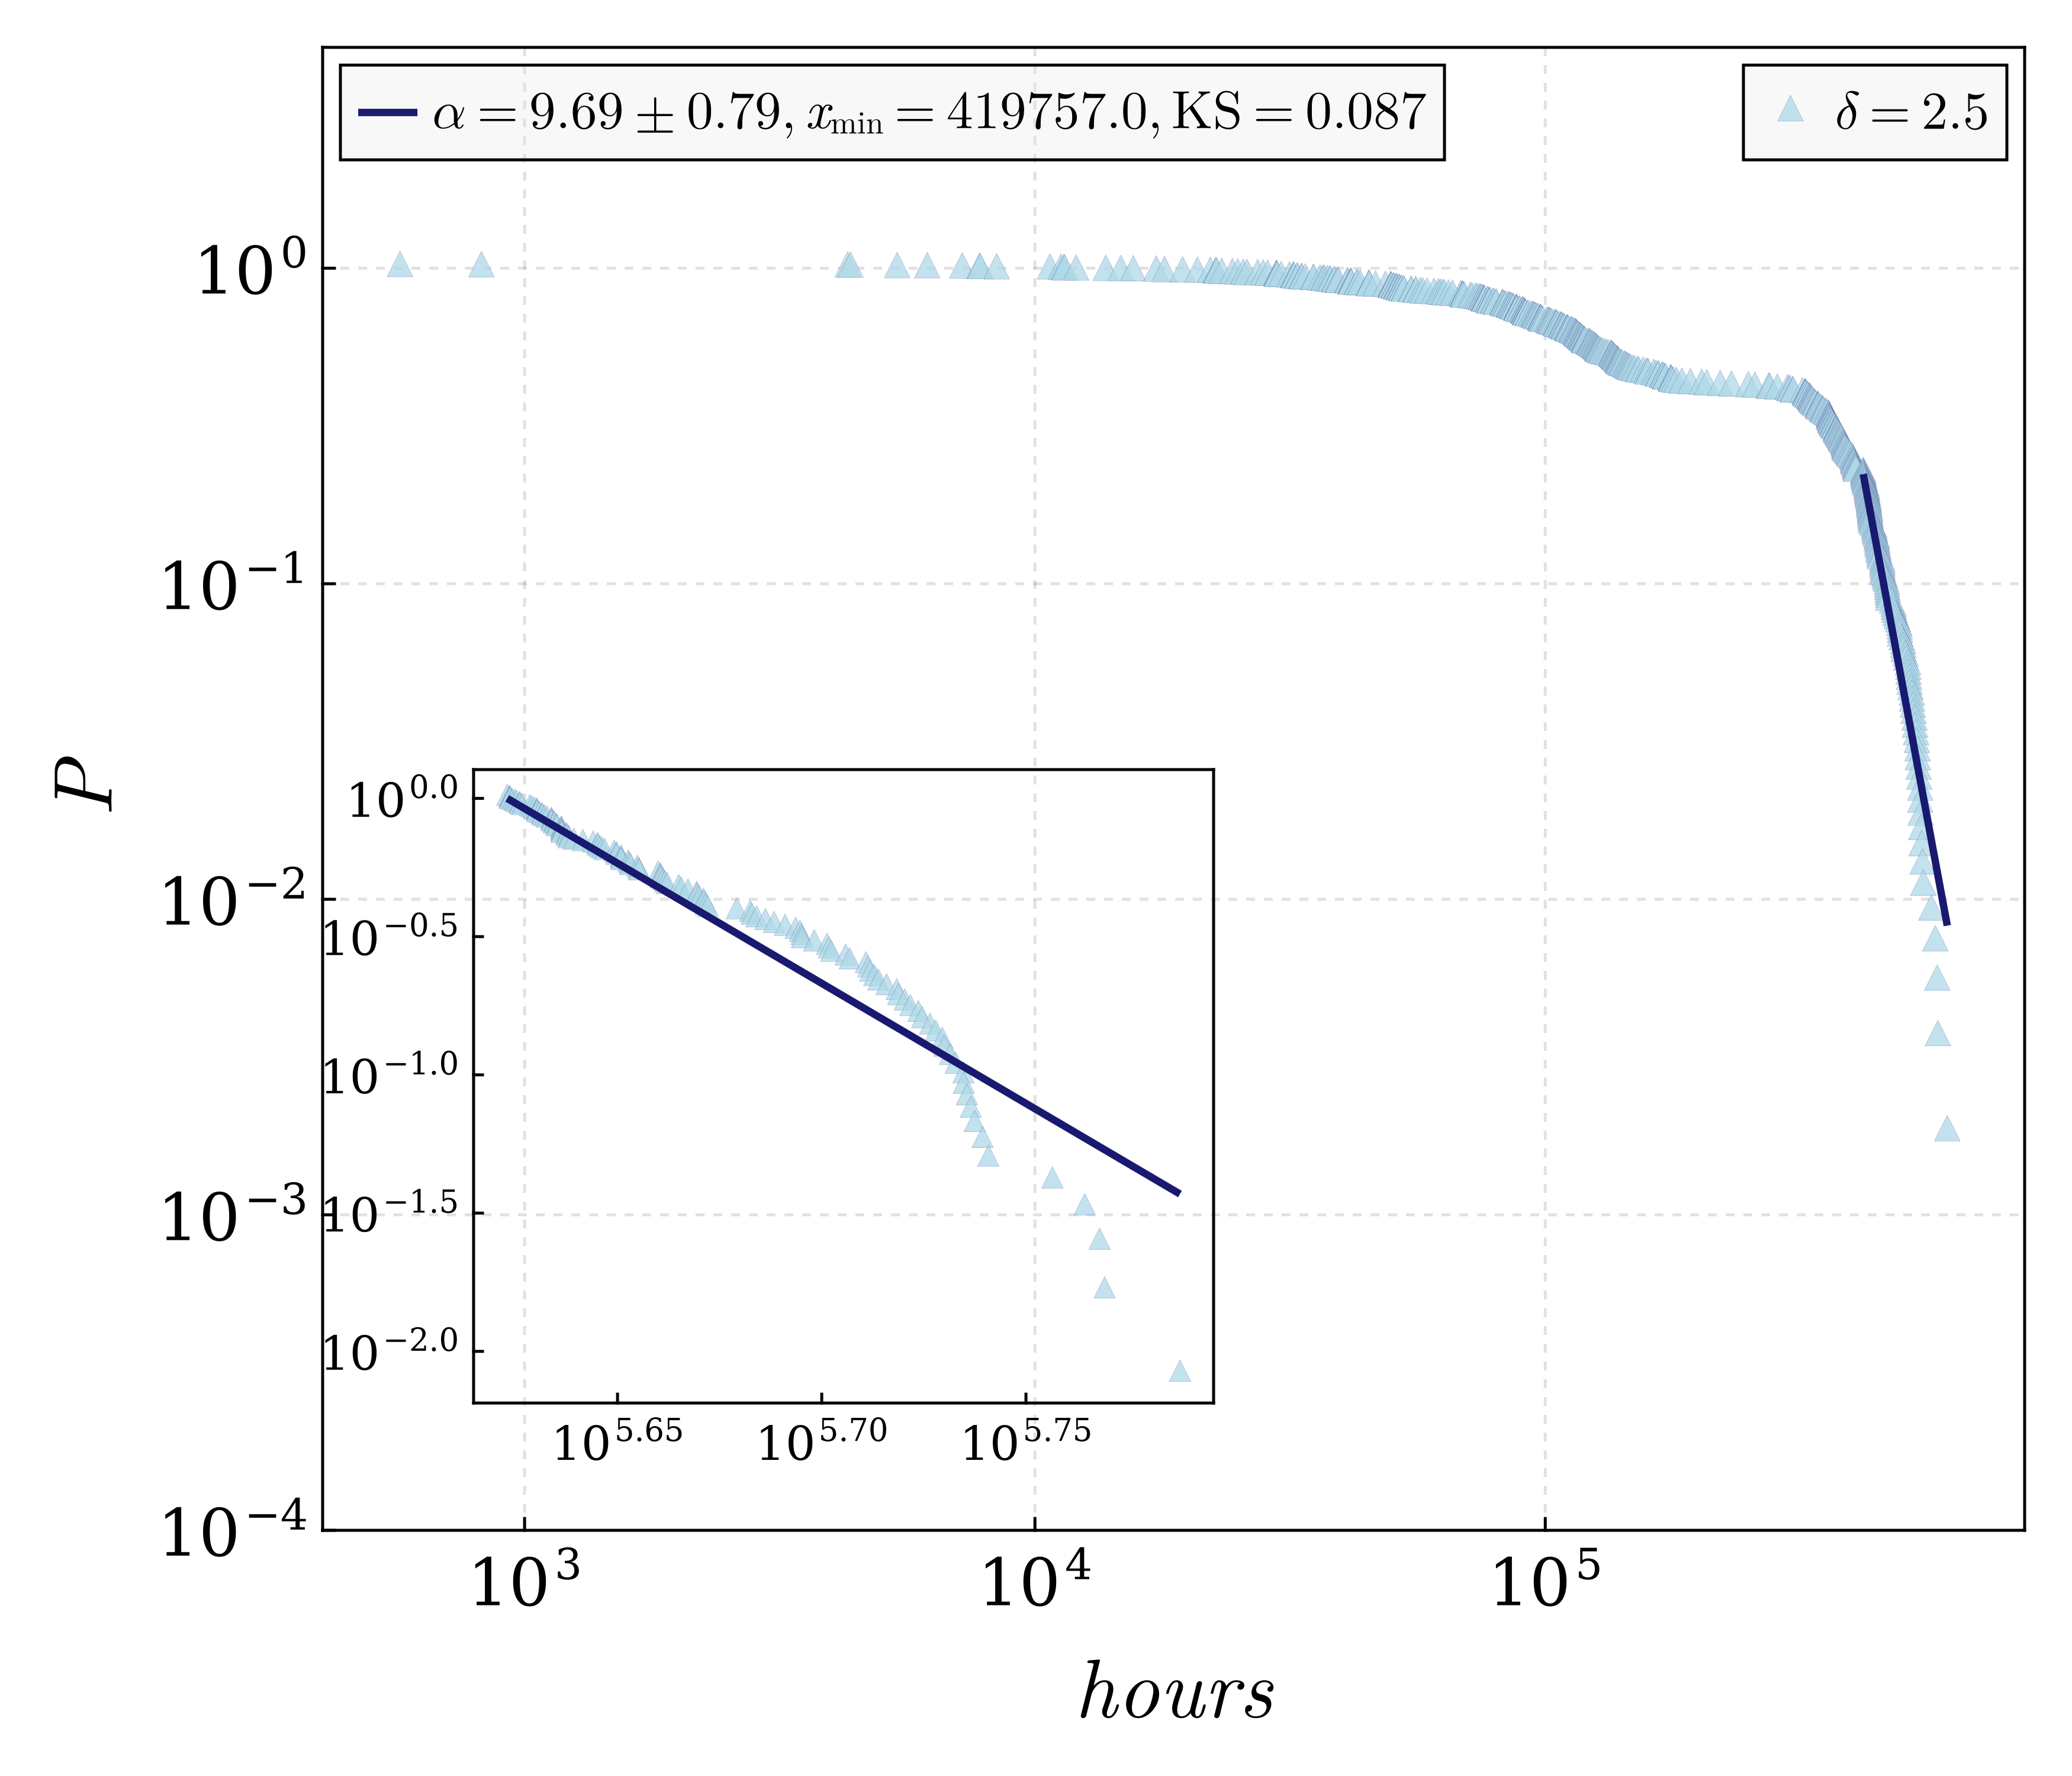 α = 9.69 ± 0.79, x_min = 419757.0, KS = 0.087
δ = 2.5
10^0
10^−1
10^−2
10^−3
10^−4
P
10^0.0
10^−0.5
10^−1.0
10^−1.5
10^−2.0
10^5.65 10^5.70 10^5.75
10^3 10^4 10^5
hours